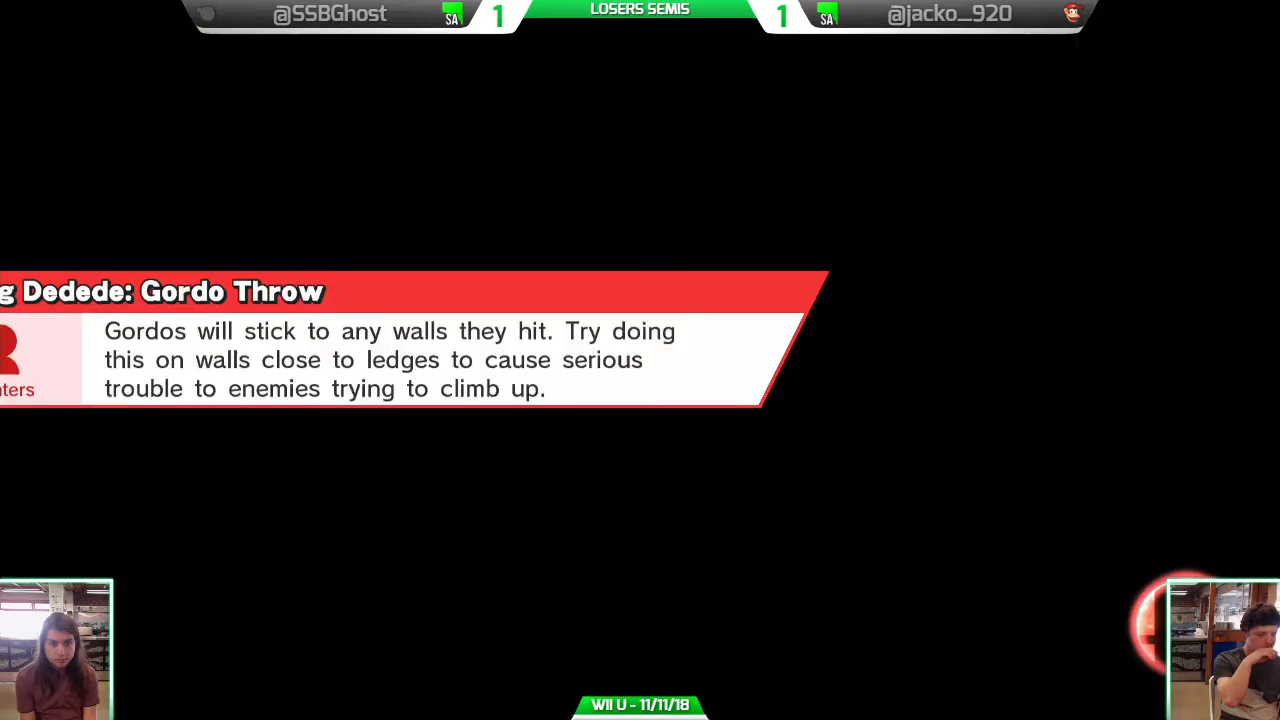 @SSBGhost SA 1 LOSERS SEMIS 1 SA @jacko_920
g Dedede: Gordo Throw
Gordos will stick to any walls they hit. Try doing
this on walls close to ledges to cause serious
trouble to enemies trying to climb up.
ters
WII U - 11/11/18